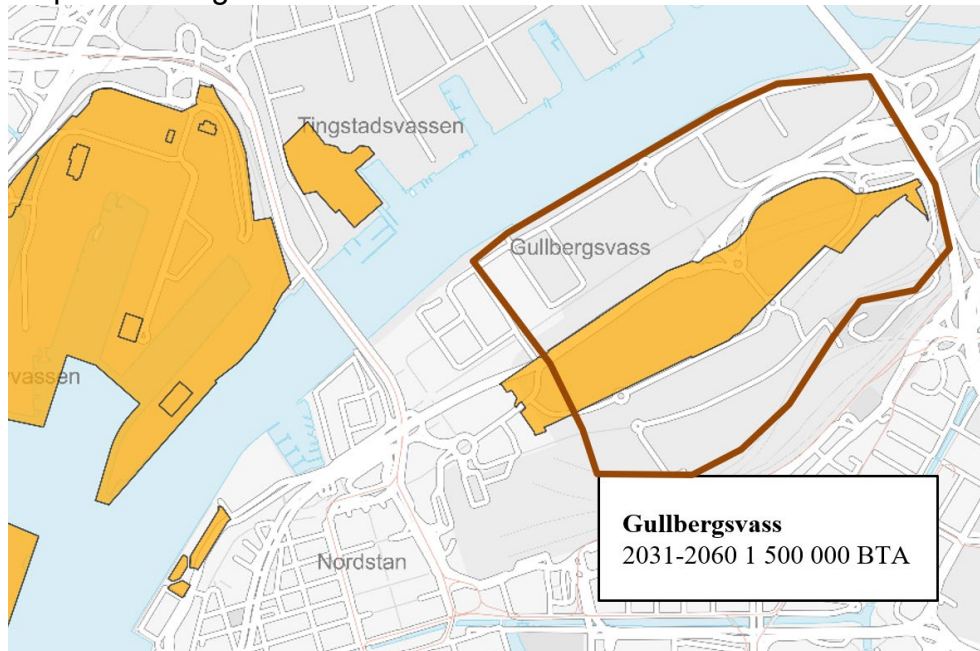 Tingstadsvassen
Gullbergsvass
vassen
Nordstan
Gullbergsvass
2031-2060 1 500 000 BTA